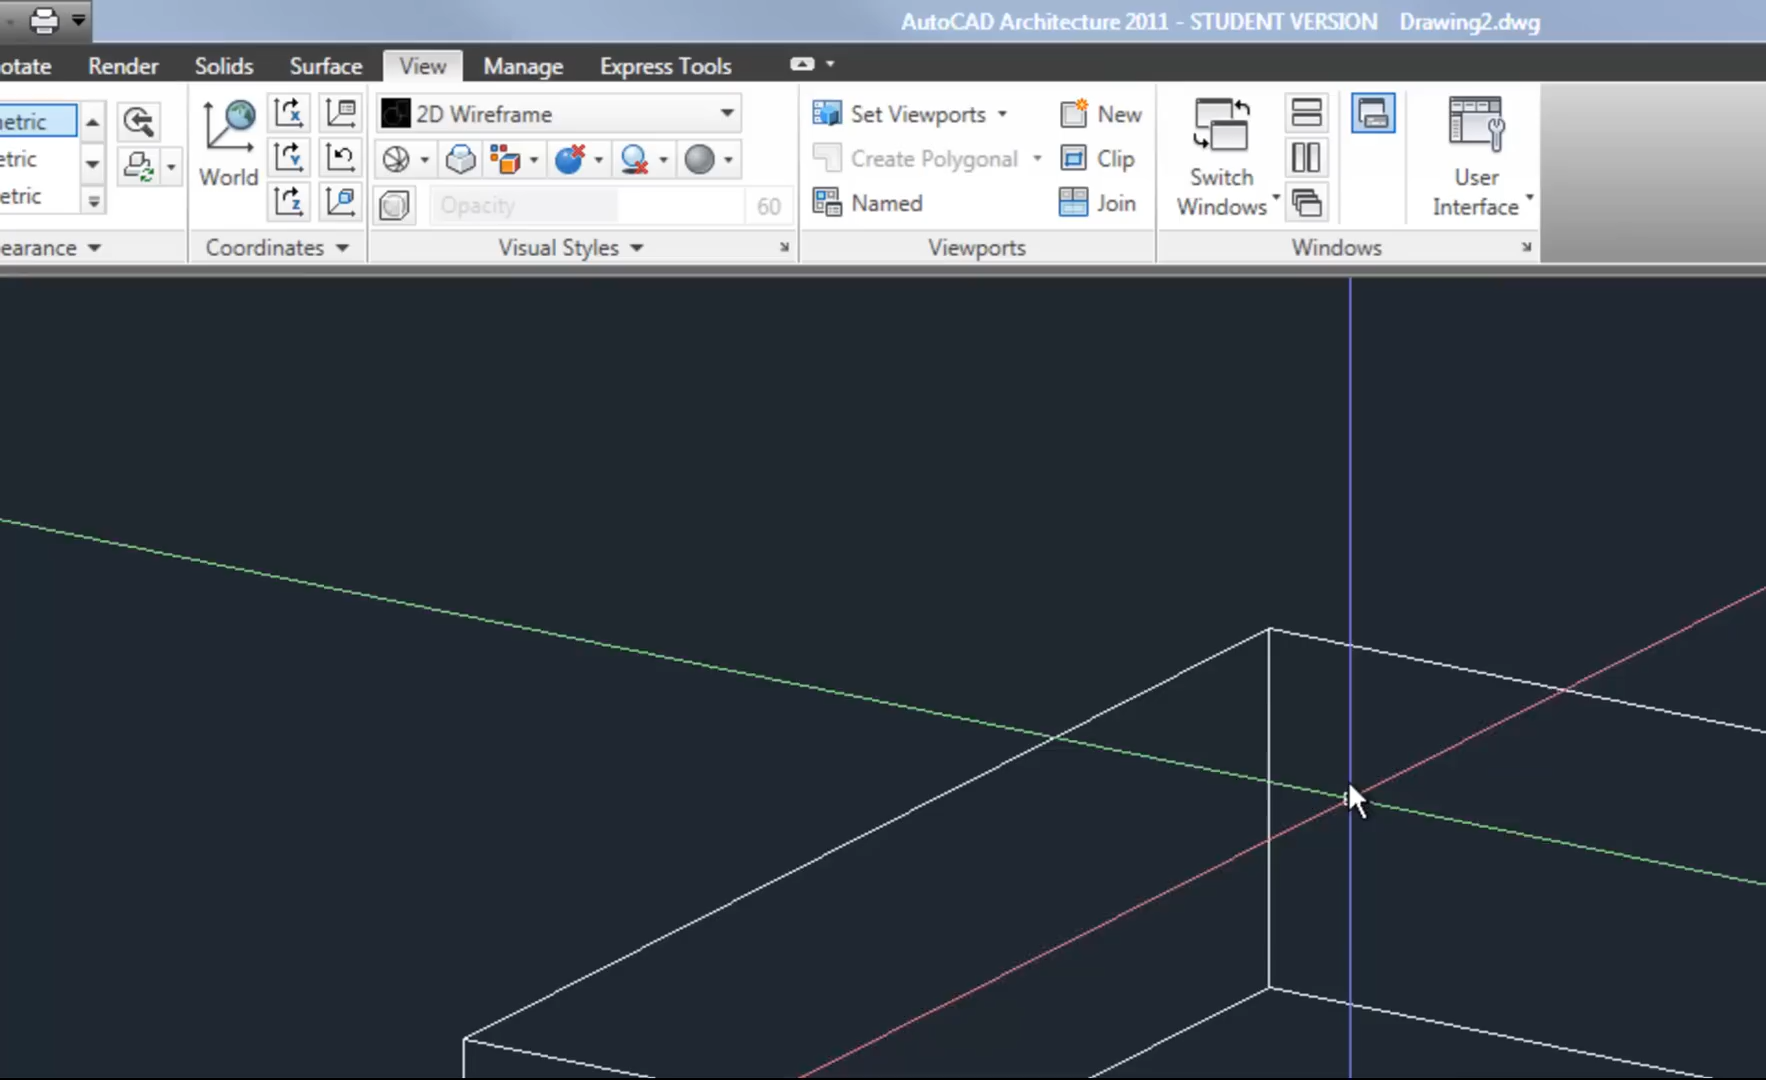 AutoCAD Architecture 2011 - STUDENT VERSION Drawing2.dwg
otate Render Solids Surface View Manage Express Tools
netric
etric
etric
earance
World
Coordinates
2D Wireframe
Opacity 60
Visual Styles
Set Viewports New
Create Polygonal Clip
Named Join
Viewports
Switch
Windows
User
Interface
Windows